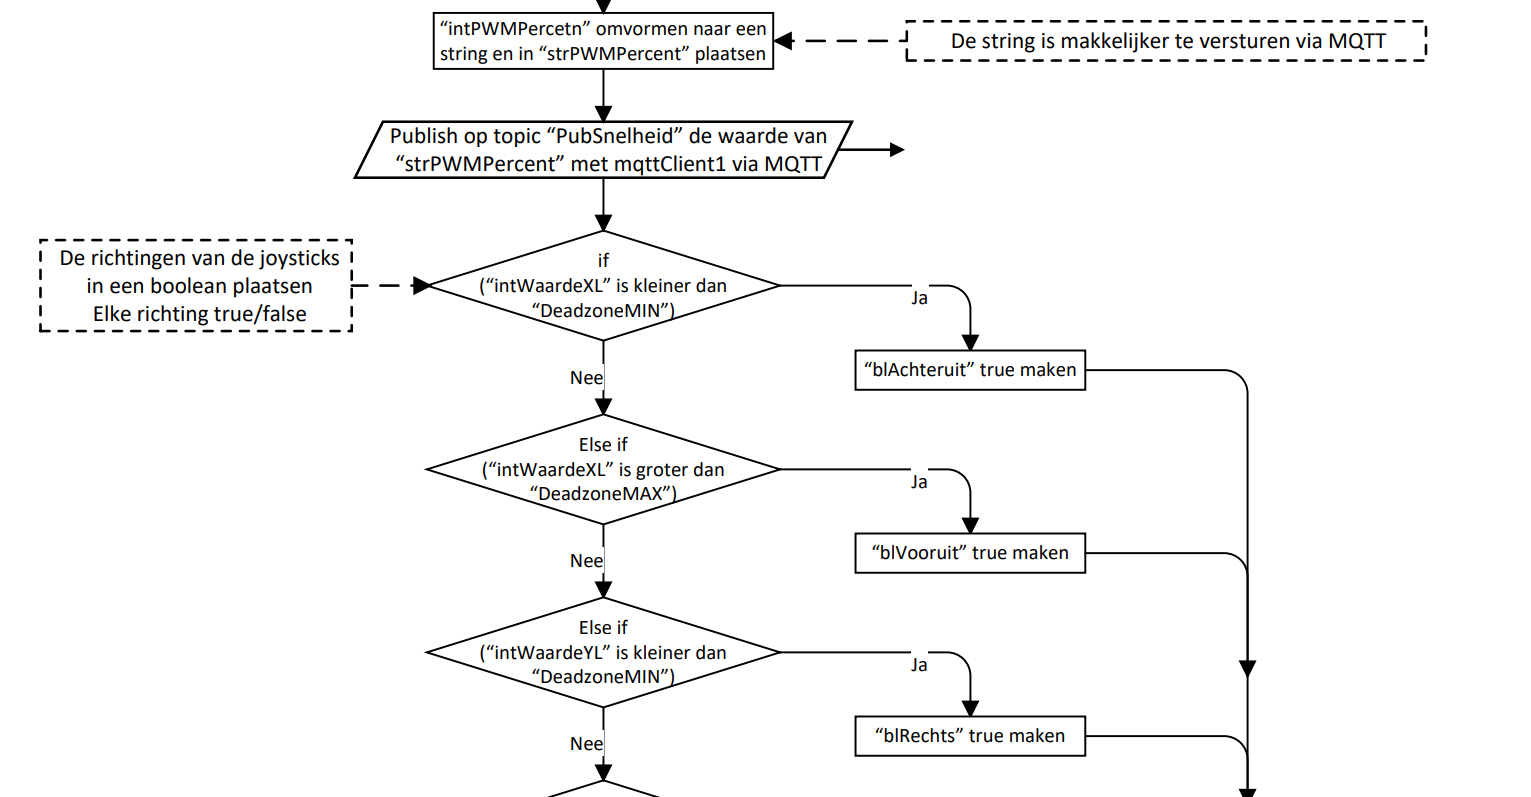 “intPWMPercetn” omvormen naar een
string en in “strPWMPercent” plaatsen
De string is makkelijker te versturen via MQTT
Publish op topic “PubSnelheid” de waarde van
“strPWMPercent” met mqttClient1 via MQTT
De richtingen van de joysticks
in een boolean plaatsen
Elke richting true/false
if
(“intWaardeXL” is kleiner dan
“DeadzoneMIN”)
Ja
“blAchteruit” true maken
Nee
Else if
(“intWaardeXL” is groter dan
“DeadzoneMAX”)
Ja
“blVooruit” true maken
Nee
Else if
(“intWaardeYL” is kleiner dan
“DeadzoneMIN”)
Ja
“blRechts” true maken
Nee